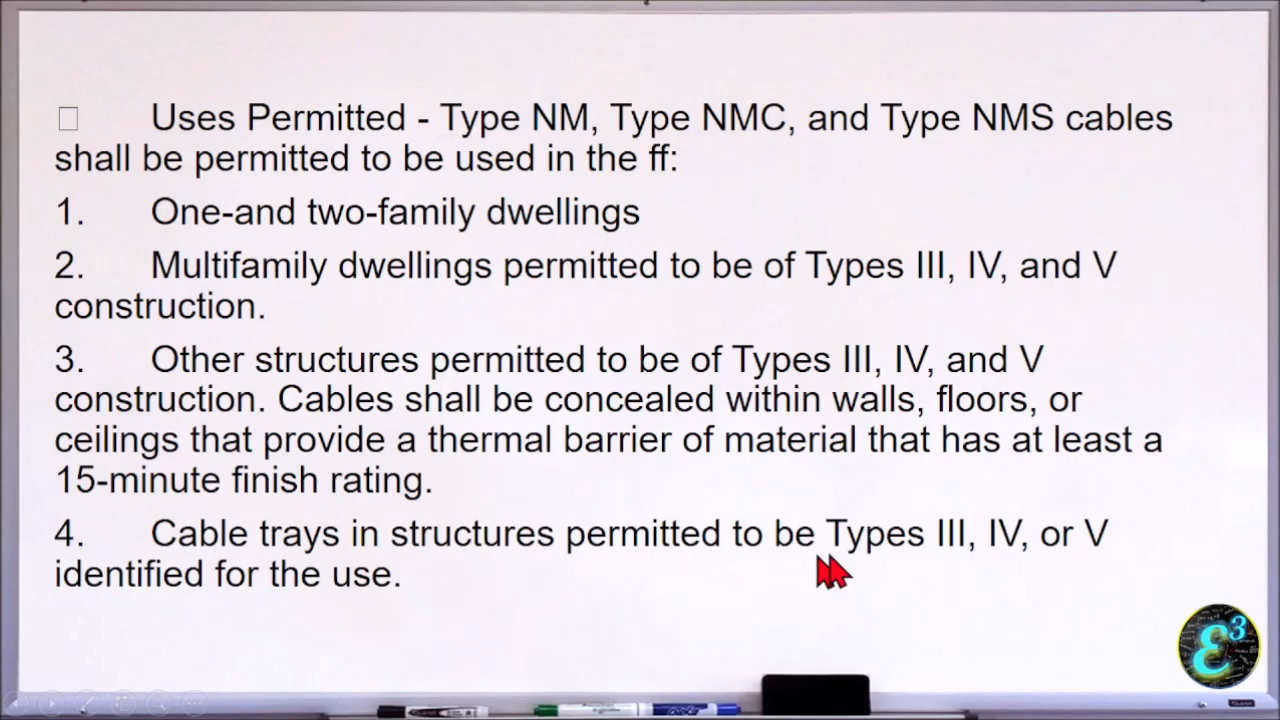 Uses Permitted - Type NM, Type NMC, and Type NMS cables
shall be permitted to be used in the ff:
1. One-and two-family dwellings
2. Multifamily dwellings permitted to be of Types III, IV, and V
construction.
3. Other structures permitted to be of Types III, IV, and V
construction. Cables shall be concealed within walls, floors, or
ceilings that provide a thermal barrier of material that has at least a
15-minute finish rating.
4. Cable trays in structures permitted to be Types III, IV, or V
identified for the use.
ε3